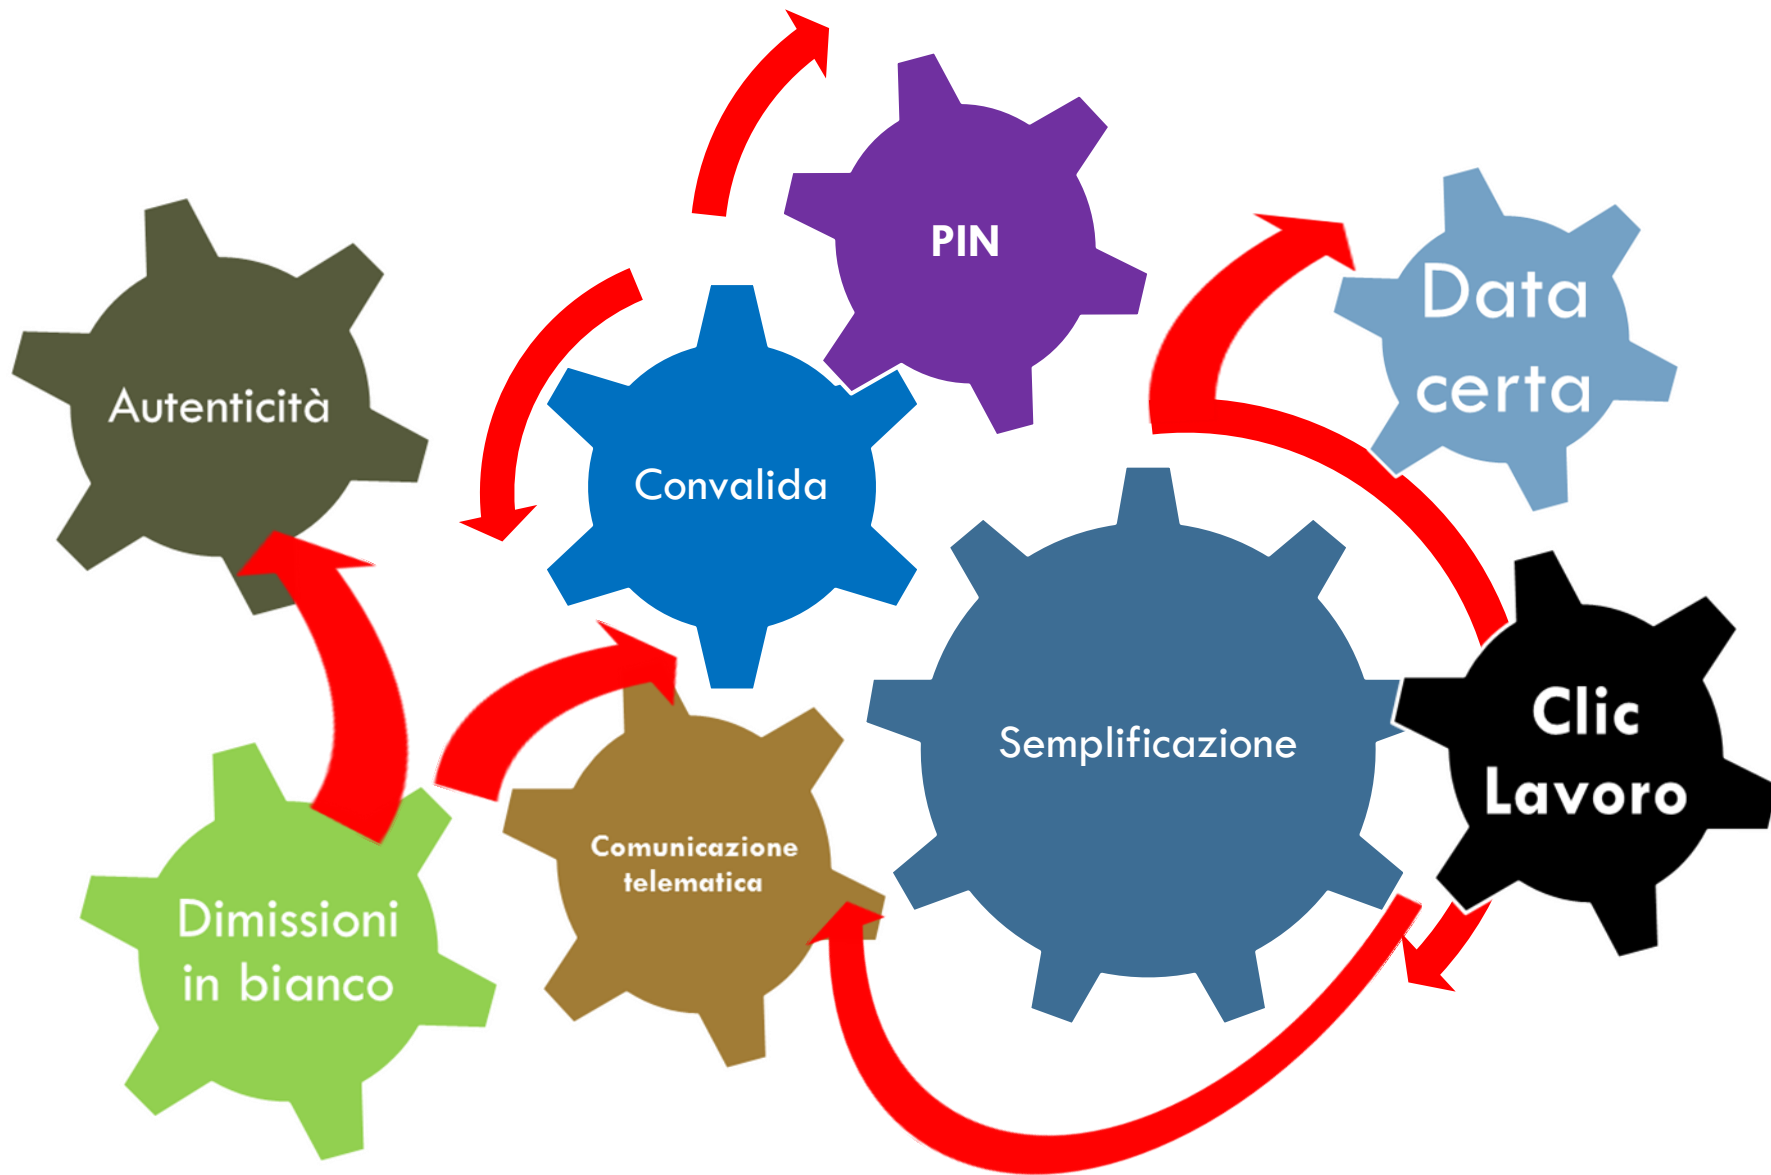 PIN
Data
certa
Autenticità
Convalida
Semplificazione
Clic
Lavoro
Comunicazione
telematica
Dimissioni
in bianco